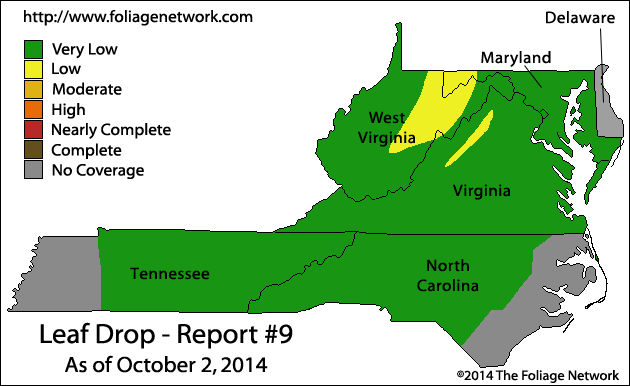 http://www.foliagenetwork.com
Delaware
Very Low
Low
Moderate
High
Nearly Complete
Complete
No Coverage
Maryland
West
Virginia
Virginia
Tennessee
North
Carolina
Leaf Drop - Report #9
As of October 2, 2014
©2014 The Foliage Network